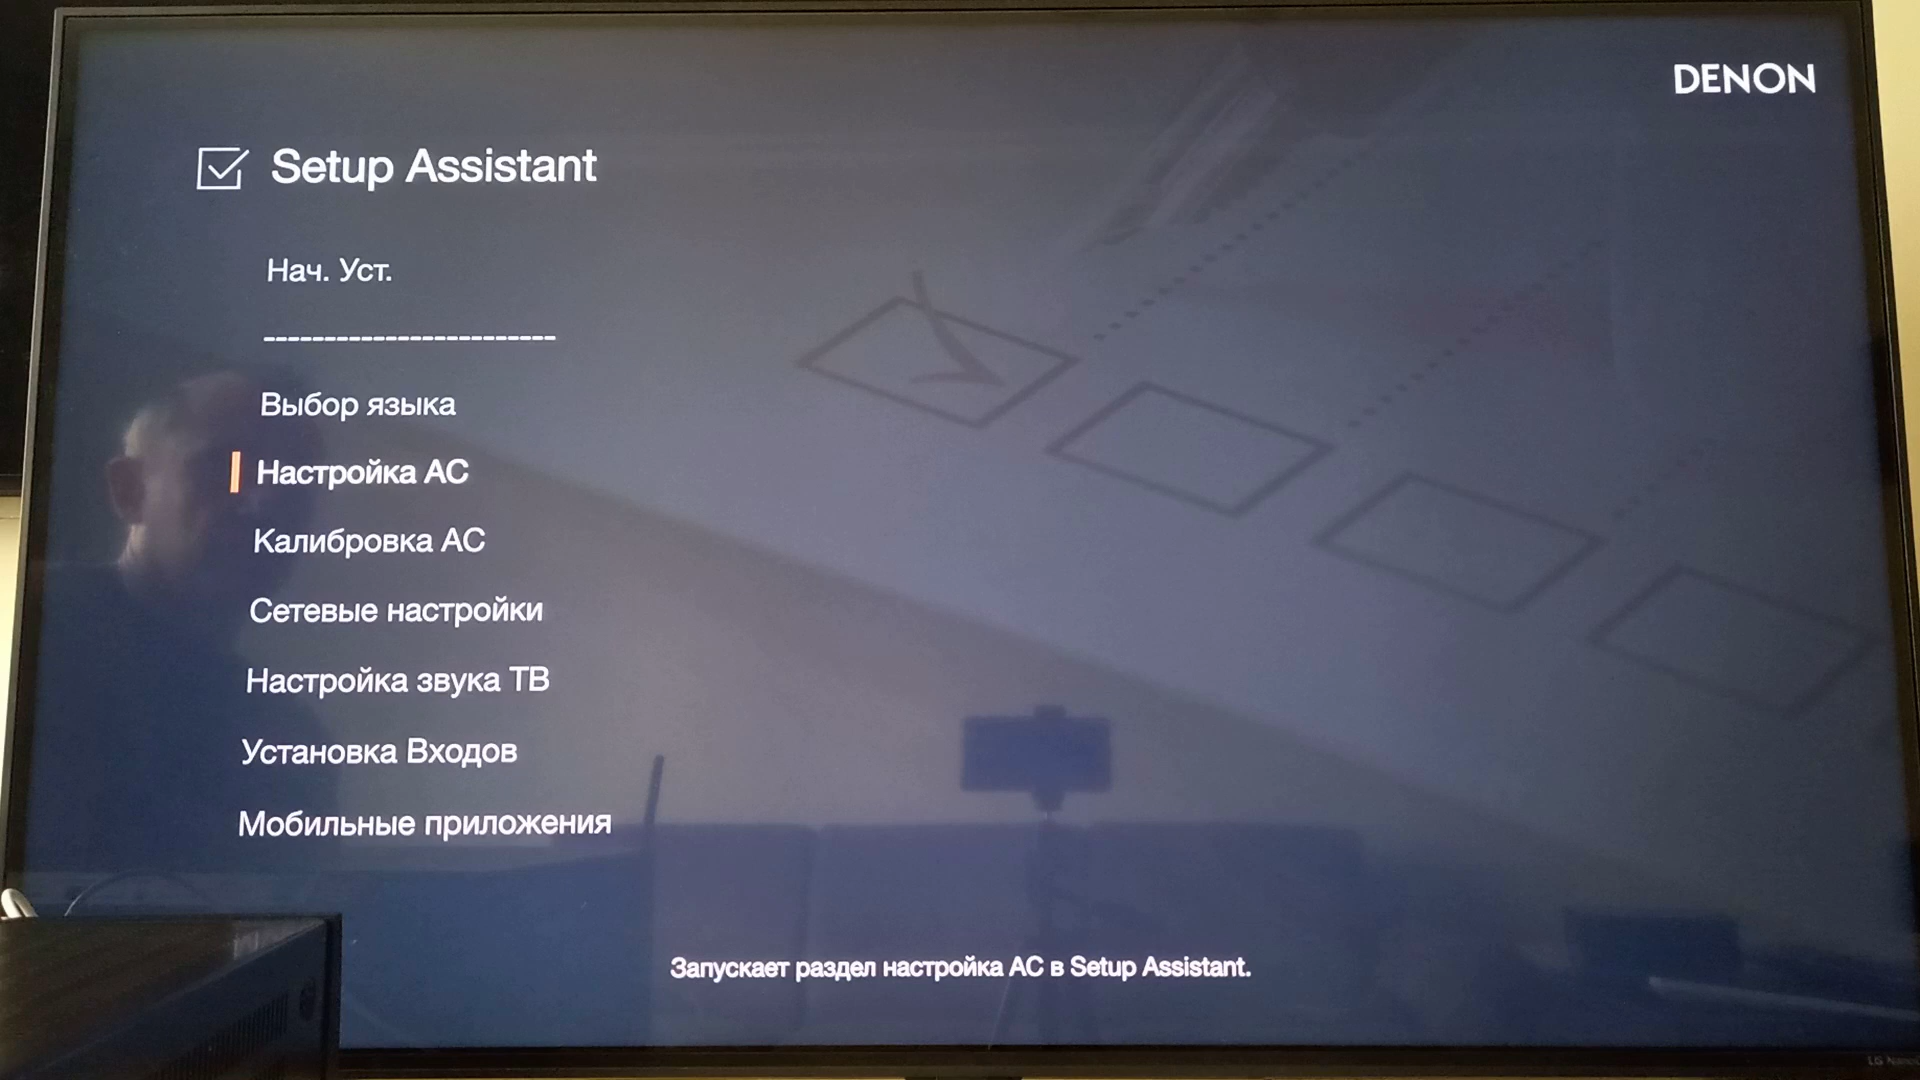 DENON
Setup Assistant
Нач. Уст.
------------------------
Выбор языка
Настройка АС
Калибровка АС
Сетевые настройки
Настройка звука ТВ
Установка Входов
Мобильные приложения
Запускает раздел настройка АС в Setup Assistant.
LG